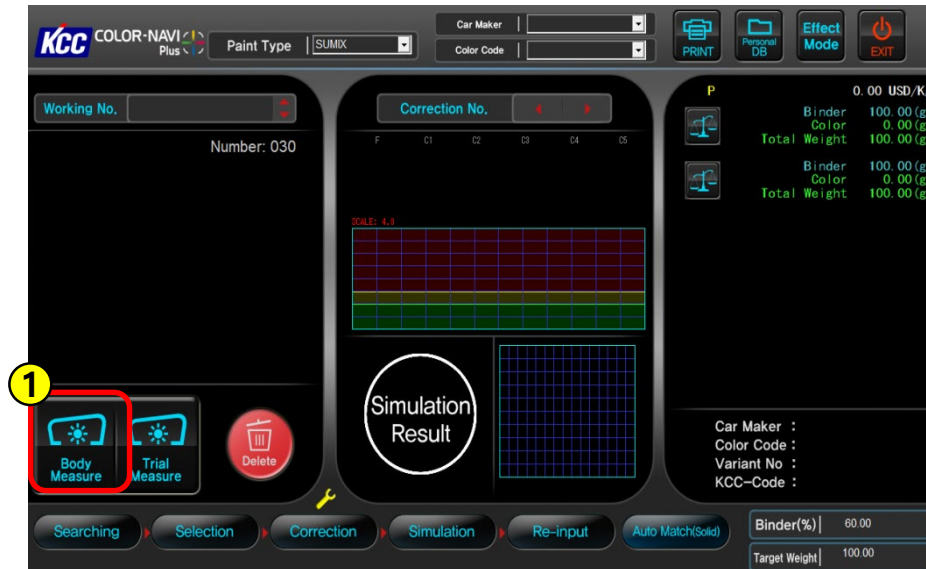 KCC COLOR-NAVI
Plus
Paint Type
SUMIX
Car Maker
Color Code
PRINT
Personal
DB
Effect
Mode
EXIT
Working No.
Number: 030
Correction No.
F C1 C2 C3 C4 C5
SCALE: 4.0
P 0.00 USD/K
Binder 100.00(g
Color 0.00(g
Total Weight 100.00(g
Binder 100.00(g
Color 0.00(g
Total Weight 100.00(g
1
Body
Measure
Trial
Measure
Delete
Simulation
Result
Car Maker :
Color Code :
Variant No :
KCC-Code :
Searching
Selection
Correction
Simulation
Re-input
Auto Match(Solid)
Binder(%) 60.00
Target Weight 100.00